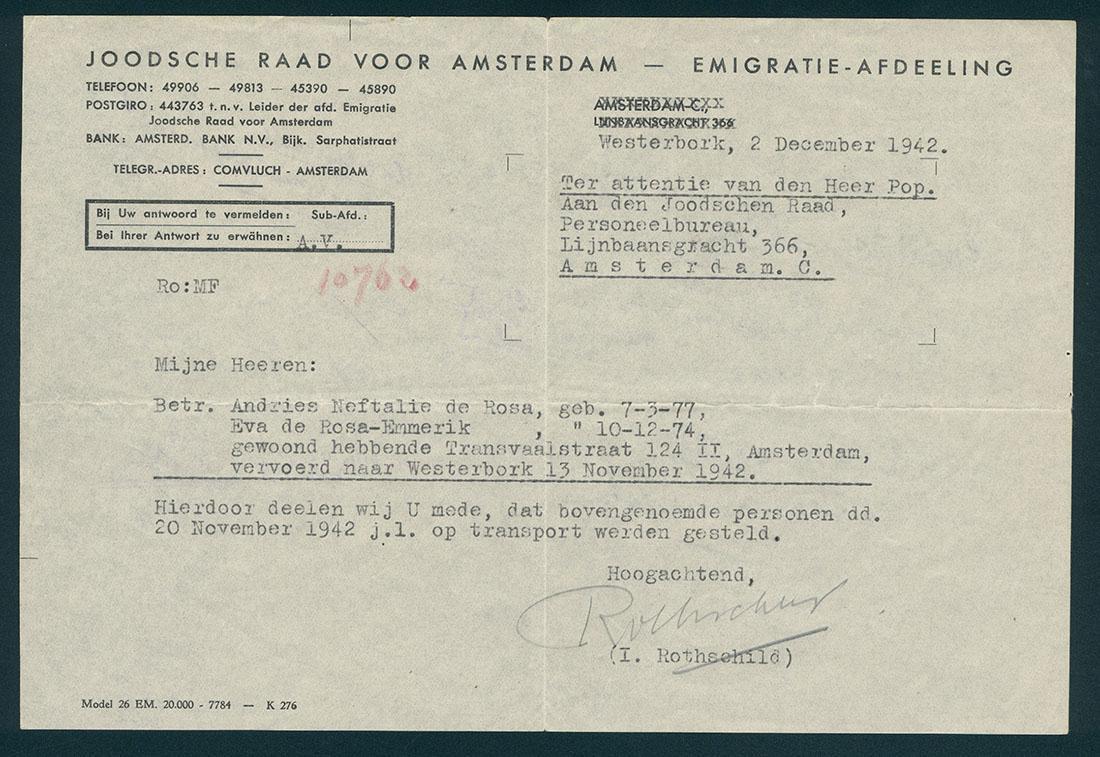 JOODSCHE RAAD VOOR AMSTERDAM — EMIGRATIE-AFDEELING
TELEFOON: 49906 — 49813 — 45390 — 45890
POSTGIRO: 443763 t.n.v. Leider der afd. Emigratie
Joodsche Raad voor Amsterdam
BANK: AMSTERD. BANK N.V., Bijk. Sarphatistraat
TELEGR.-ADRES: COMVLUCH - AMSTERDAM
Bij Uw antwoord te vermelden: Sub-Afd.:
Bei Ihrer Antwort zu erwähnen: A.V.
AMSTERDAM-C.,
LIJNBAANSGRACHT 366
Westerbork, 2 December 1942.
Ter attentie van den Heer Pop.
Aan den Joodschen Raad,
Personeelbureau,
Lijnbaansgracht 366,
Amsterdam. C.
Ro:MF
10762
Mijne Heeren:
Betr. Andries Neftalie de Rosa, geb. 7-3-77,
Eva de Rosa-Emmerik , " 10-12-74,
gewoond hebbende Transvaalstraat 124 II, Amsterdam,
vervoerd naar Westerbork 13 November 1942.
Hierdoor deelen wij U mede, dat bovengenoemde personen dd.
20 November 1942 j.l. op transport werden gesteld.
Hoogachtend,
Rothschild
(I. Rothschild)
Model 26 EM. 20.000 - 7784 — K 276